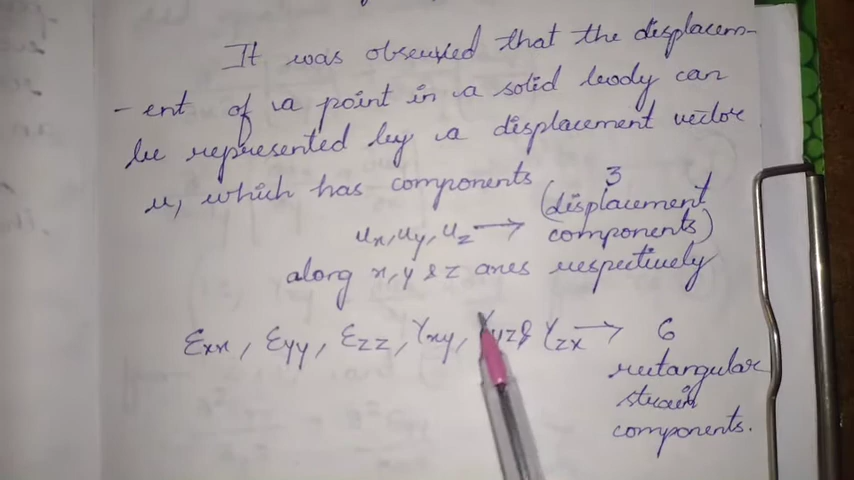 It was observed that the displacem-
- ent of a point in a solid body can
be represented by a displacement vector
u, which has components 3
ux, uy, uz → (displacement components)
along x, y & z axes respectively
εxx, εyy, εzz, γxy, γyz & γzx → 6
rectangular
strain
components.